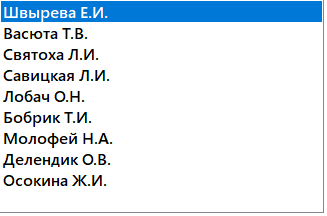 Швырева Е.И.
Васюта Т.В.
Святоха Л.И.
Савицкая Л.И.
Лобач О.Н.
Бобрик Т.И.
Молофей Н.А.
Делендик О.В.
Осокина Ж.И.